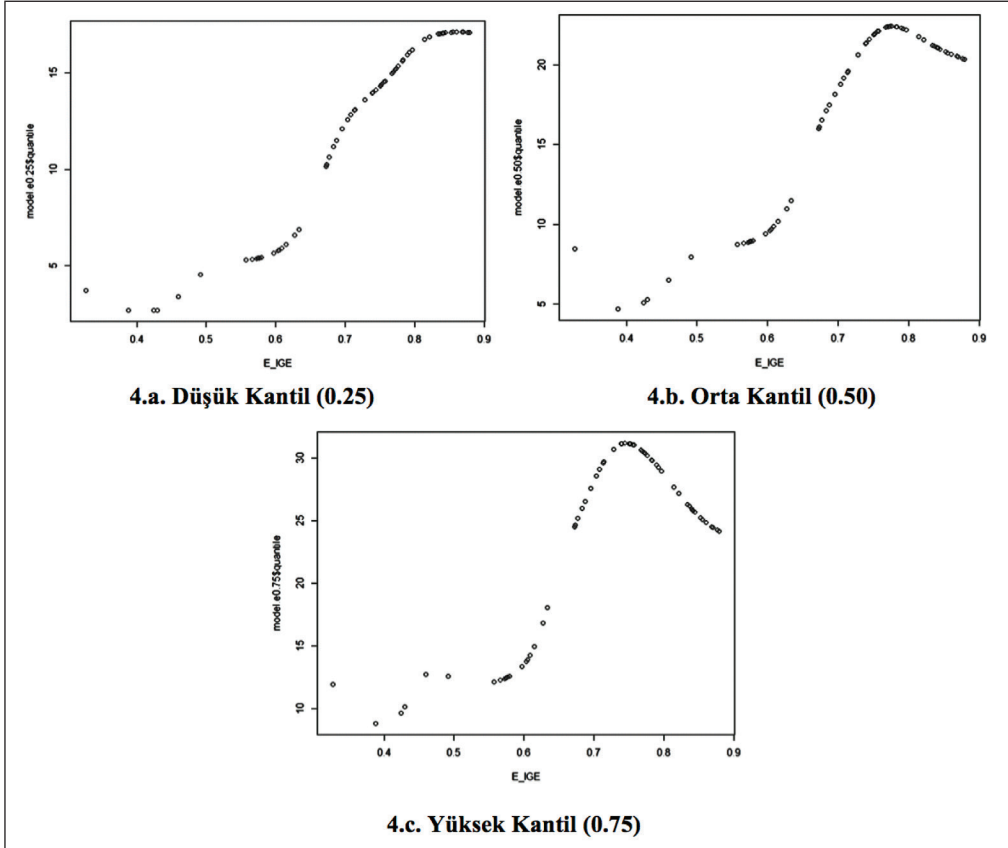 model.e0.25$quantile
15
10
5
0.4 0.5 0.6 0.7 0.8 0.9
E_IGE
4.a. Düşük Kantil (0.25)
model.e0.50$quantile
20
15
10
5
0.4 0.5 0.6 0.7 0.8 0.9
E_IGE
4.b. Orta Kantil (0.50)
model.e0.75$quantile
30
25
20
15
10
0.4 0.5 0.6 0.7 0.8 0.9
E_IGE
4.c. Yüksek Kantil (0.75)